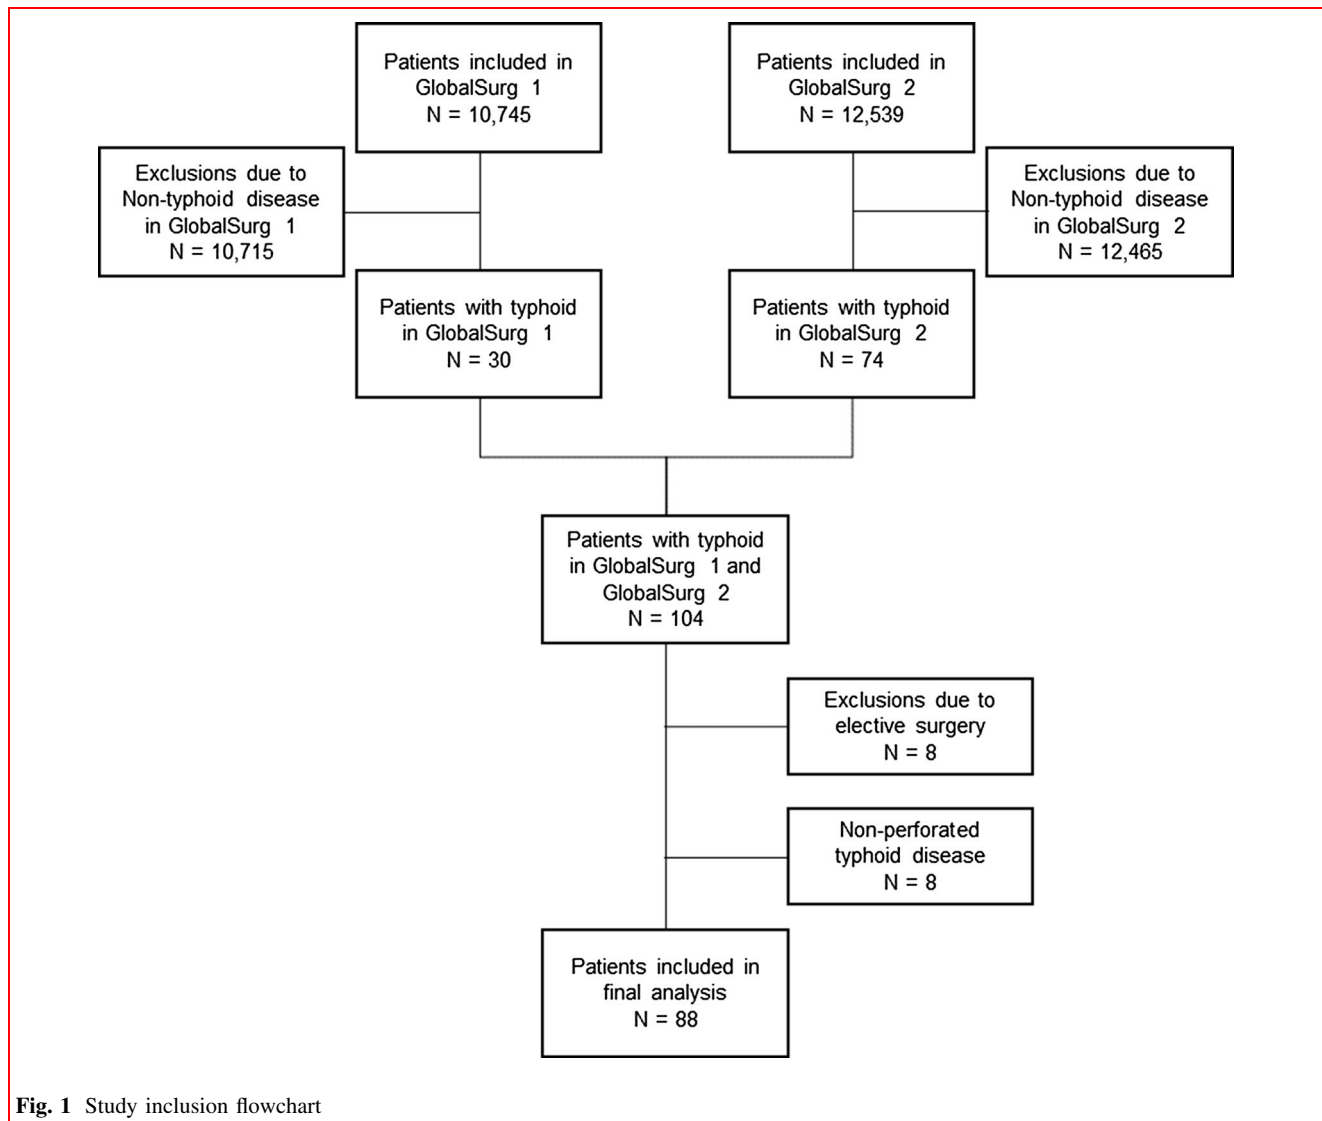 Patients included in
GlobalSurg 1
N = 10,745
Patients included in
GlobalSurg 2
N = 12,539
Exclusions due to
Non-typhoid disease
in GlobalSurg 1
N = 10,715
Exclusions due to
Non-typhoid disease
in GlobalSurg 2
N = 12,465
Patients with typhoid
in GlobalSurg 1
N = 30
Patients with typhoid
in GlobalSurg 2
N = 74
Patients with typhoid
in GlobalSurg 1 and
GlobalSurg 2
N = 104
Exclusions due to
elective surgery
N = 8
Non-perforated
typhoid disease
N = 8
Patients included in
final analysis
N = 88
Fig. 1 Study inclusion flowchart